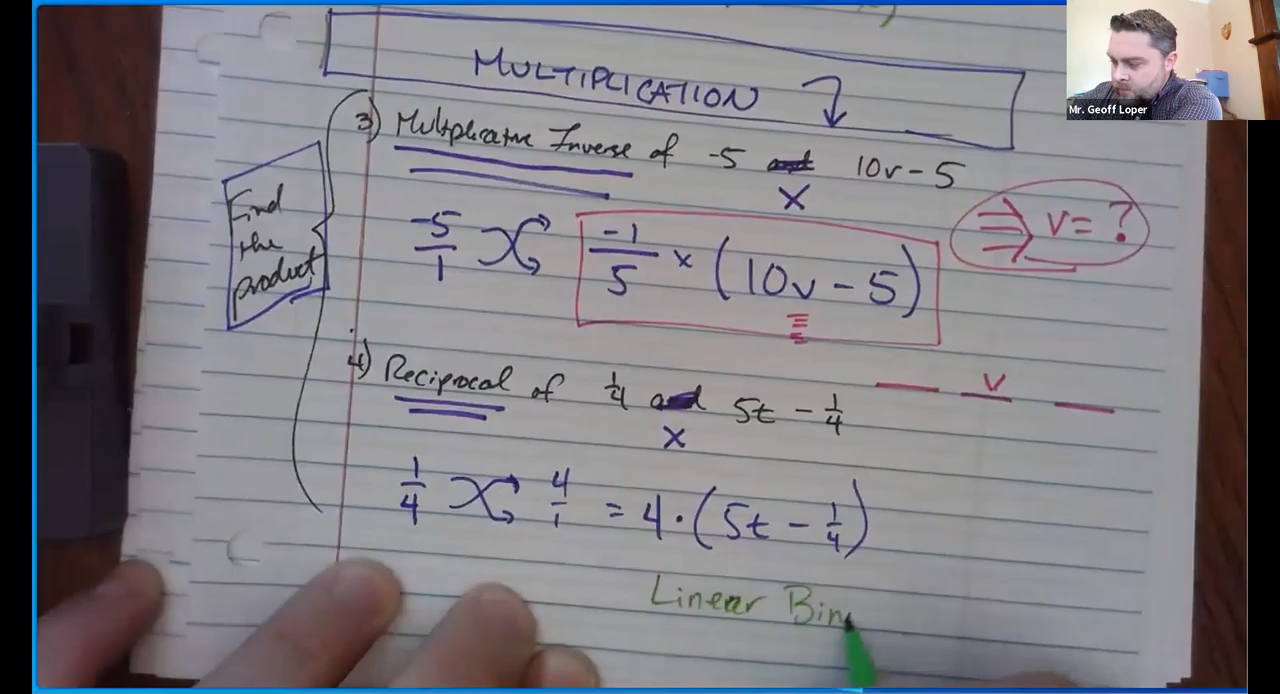 MULTIPLICATION
Mr. Geoff Loper
3) Multiplicative Inverse of -5 and 10v - 5
x
Find
the
product
-5/1 -1/5 x (10v - 5)
⇒ v = ?
4) Reciprocal of 1/4 and 5t - 1/4
x
v
1/4 4/1 = 4 · (5t - 1/4)
Linear Bin